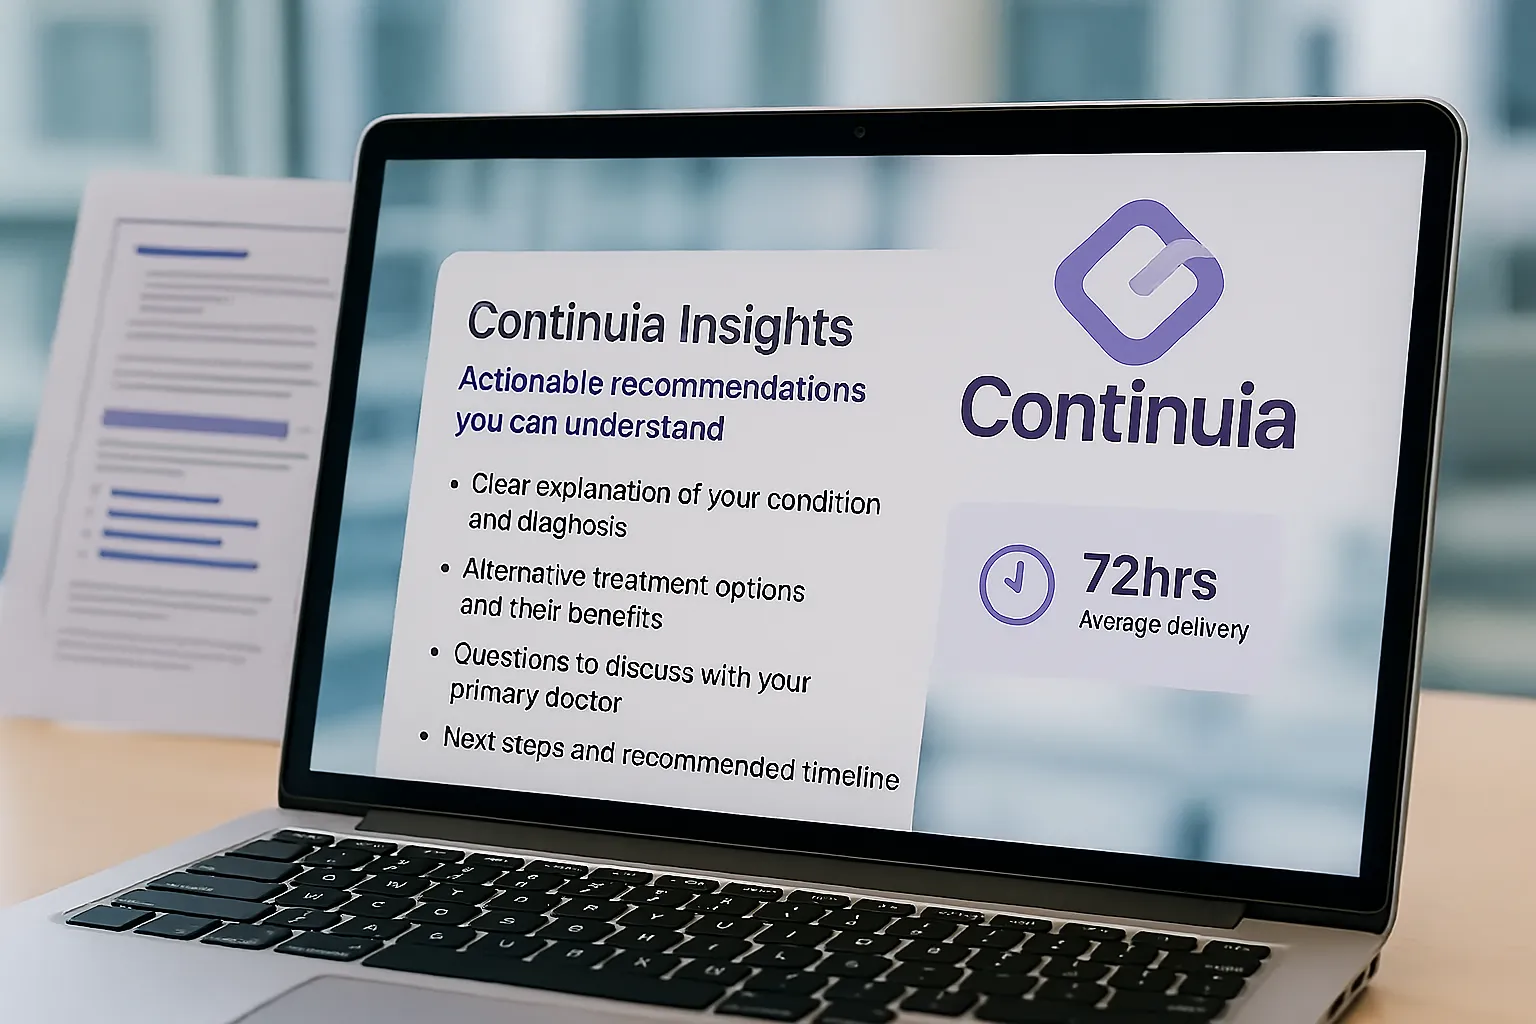 Continuia Insights
Actionable recommendations
you can understand
• Clear explanation of your condition
and dlaghosis
• Alternative treatment options
and their benefits
• Questions to discuss with your
primary doctor
• Next steps and recommended timeline
Continuia
72hrs
Average delivery